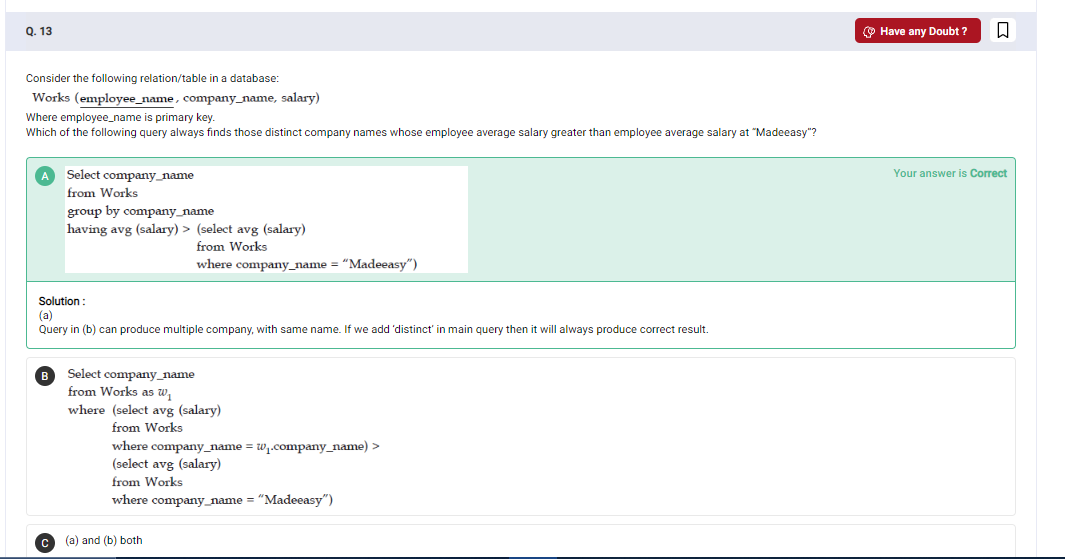 Q. 13
Have any Doubt ?
Consider the following relation/table in a database:
Works (employee_name, company_name, salary)
Where employee_name is primary key.
Which of the following query always finds those distinct company names whose employee average salary greater than employee average salary at "Madeeasy"?
A
Your answer is Correct
Select company_name
from Works
group by company_name
having avg (salary) > (select avg (salary)
from Works
where company_name = "Madeeasy")
Solution :
(a)
Query in (b) can produce multiple company, with same name. If we add 'distinct' in main query then it will always produce correct result.
B
Select company_name
from Works as w₁
where (select avg (salary)
from Works
where company_name = w₁.company_name) >
(select avg (salary)
from Works
where company_name = "Madeeasy")
C
(a) and (b) both